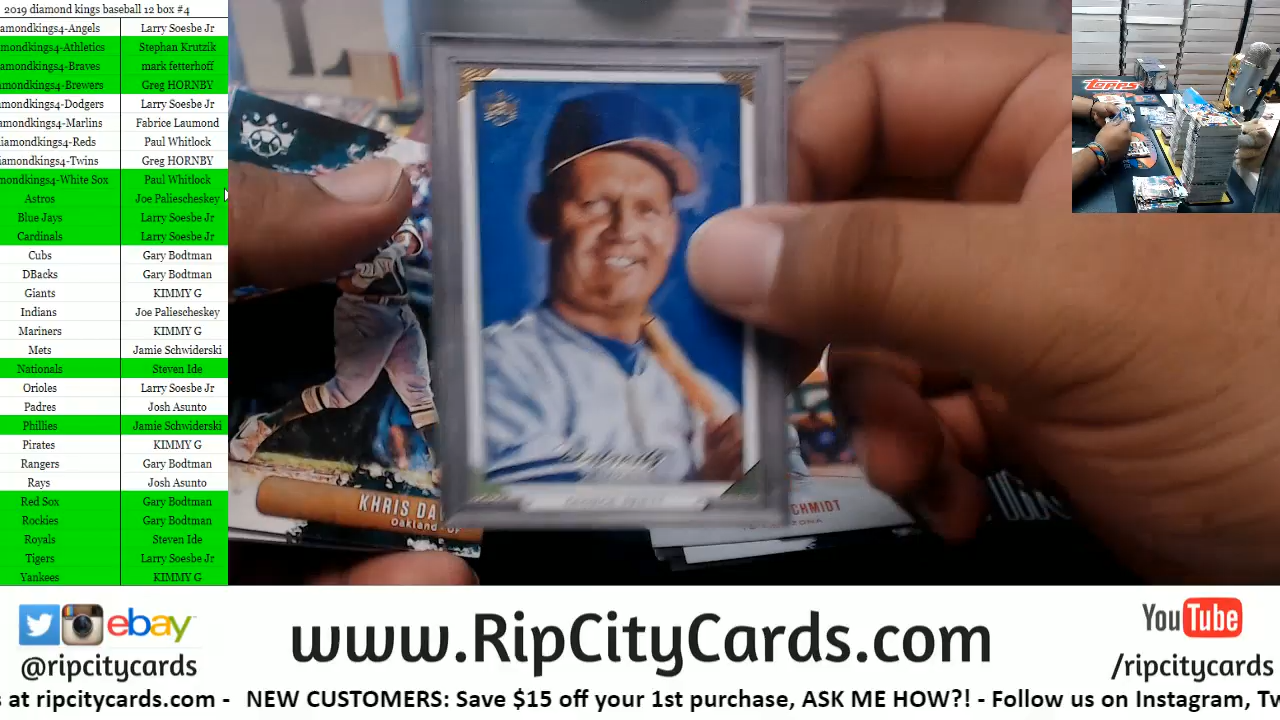 2019 diamond kings baseball 12 box #4
amondkings4-Angels Larry Soesbe Jr
mondkings4-Athletics Stephan Krutzik
amondkings4-Braves mark fetterhoff
mondkings4-Brewers Greg HORNBY
amondkings4-Dodgers Larry Soesbe Jr
amondkings4-Marlins Fabrice Laumond
iamondkings4-Reds Paul Whitlock
iamondkings4-Twins Greg HORNBY
mondkings4-White Sox Paul Whitlock
Astros Joe Paliescheskey
Blue Jays Larry Soesbe Jr
Cardinals Larry Soesbe Jr
Cubs Gary Bodtman
DBacks Gary Bodtman
Giants KIMMY G
Indians Joe Paliescheskey
Mariners KIMMY G
Mets Jamie Schwiderski
Nationals Steven Ide
Orioles Larry Soesbe Jr
Padres Josh Asunto
Phillies Jamie Schwiderski
Pirates KIMMY G
Rangers Gary Bodtman
Rays Josh Asunto
Red Sox Gary Bodtman
Rockies Gary Bodtman
Royals Steven Ide
Tigers Larry Soesbe Jr
Yankees KIMMY G
Topps
KHRIS DA
Oakland - OF
CHMIDT
ebay
@ripcitycards
www.RipCityCards.com
YouTube
/ripcitycards
s at ripcitycards.com - NEW CUSTOMERS: Save $15 off your 1st purchase, ASK ME HOW?! - Follow us on Instagram, Tw